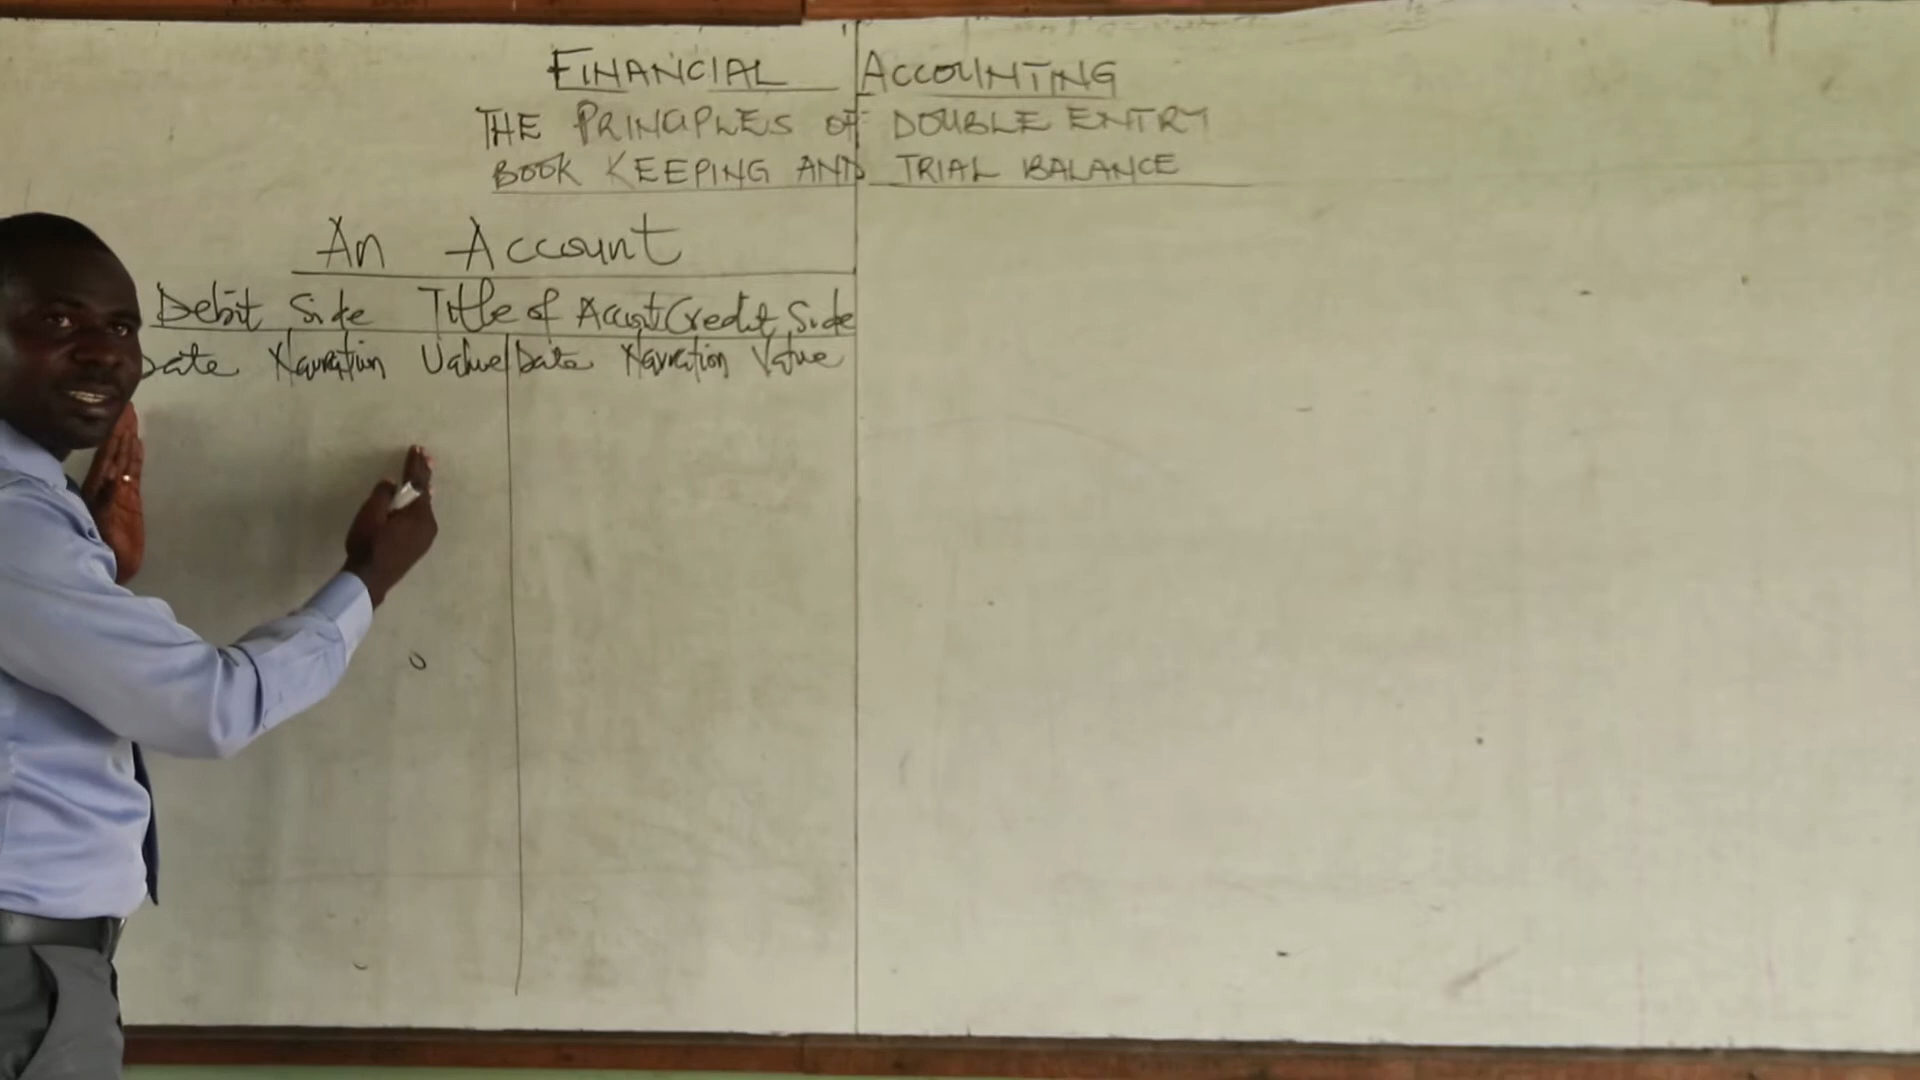 FINANCIAL ACCOUNTING
THE PRINCIPLES OF DOUBLE ENTRY
BOOK KEEPING AND TRIAL BALANCE
An Account
Debit Side Title of Accout Credit Side
Date Narration Value Date Narration Value